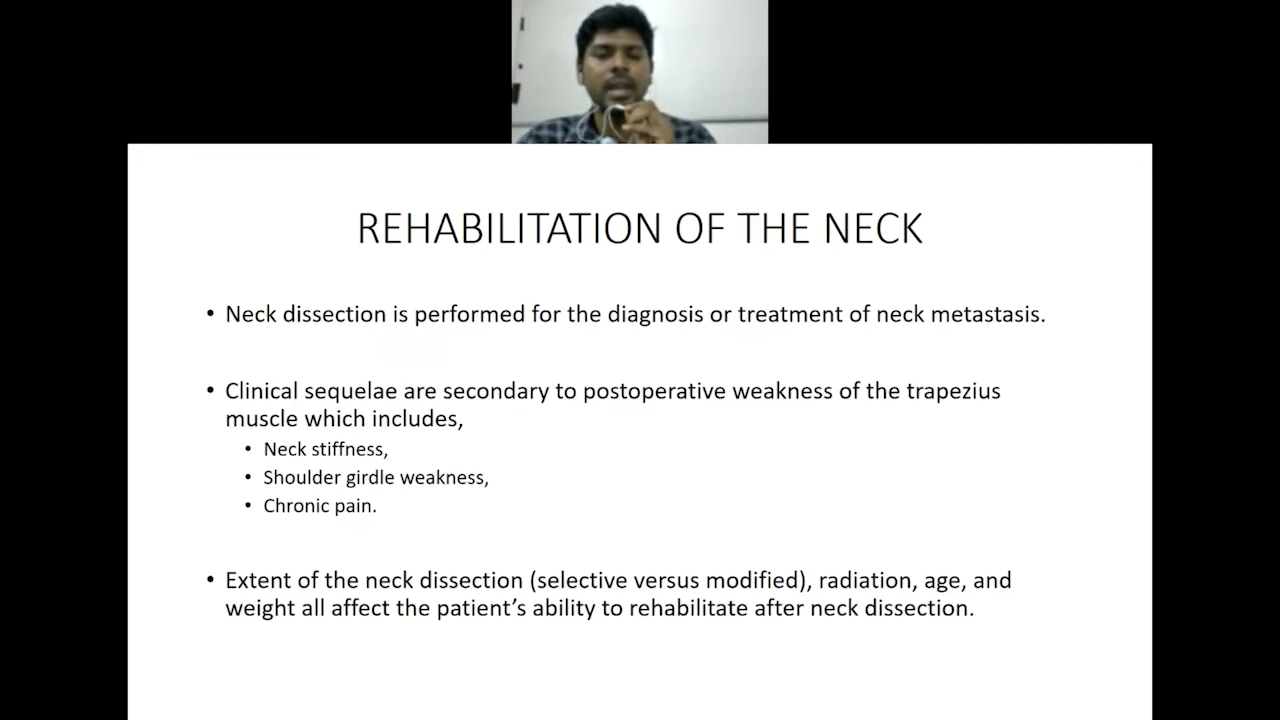 REHABILITATION OF THE NECK
• Neck dissection is performed for the diagnosis or treatment of neck metastasis.
• Clinical sequelae are secondary to postoperative weakness of the trapezius
muscle which includes,
• Neck stiffness,
• Shoulder girdle weakness,
• Chronic pain.
• Extent of the neck dissection (selective versus modified), radiation, age, and
weight all affect the patient’s ability to rehabilitate after neck dissection.